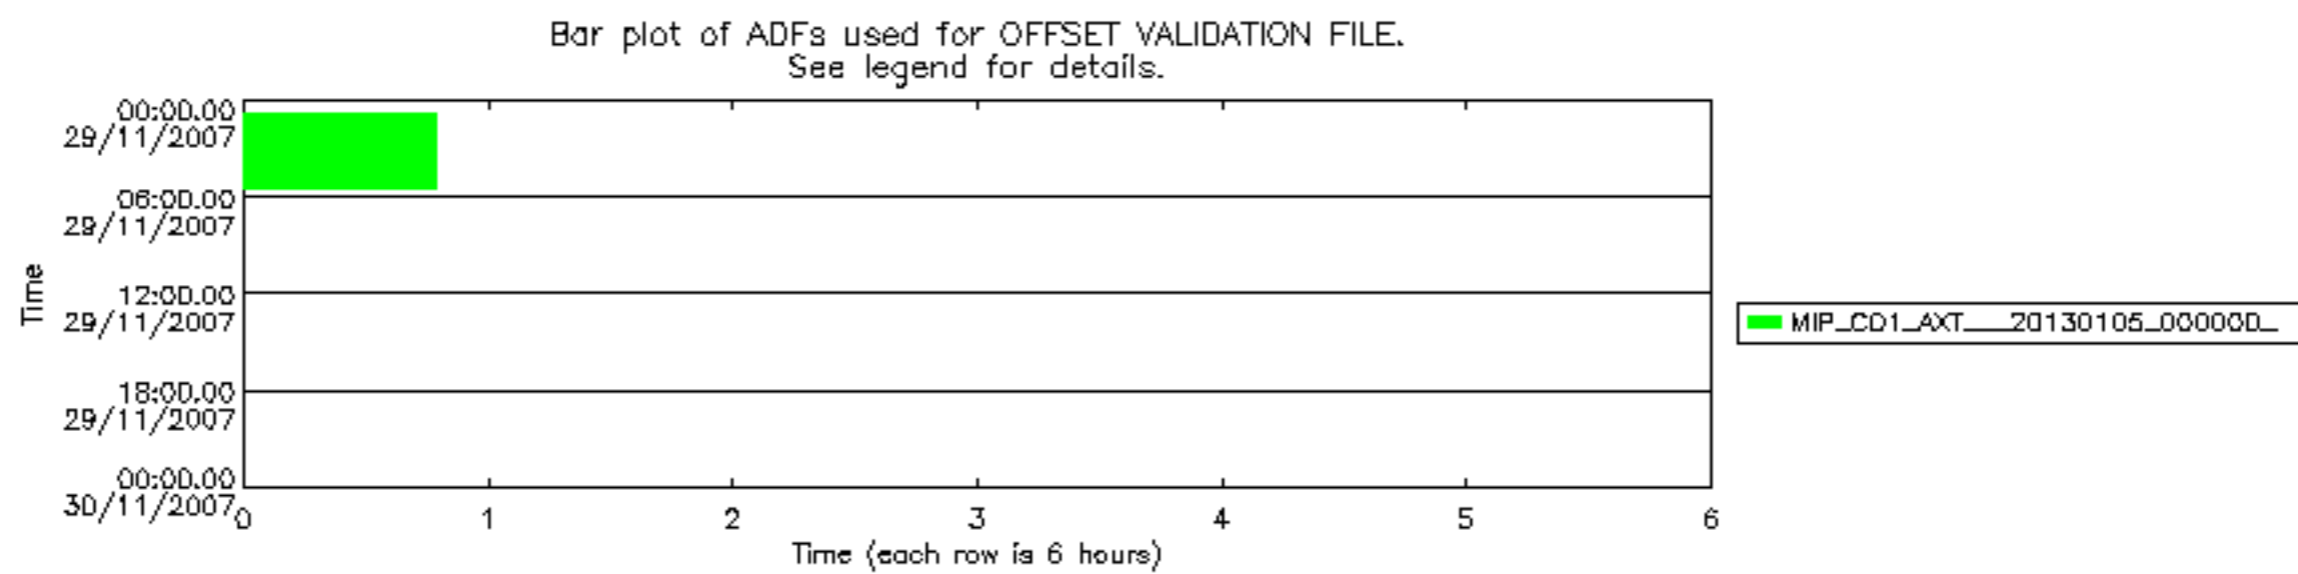 Bar plot of ADFs used for OFFSET VALIDATION FILE.
See legend for details.
00:00.00
29/11/2007
06:00.00
29/11/2007
12:00.00
29/11/2007
18:00.00
29/11/2007
00:00.00
30/11/2007
Time
0 1 2 3 4 5 6
Time (each row is 6 hours)
MIP_CO1_AXT___20130105_000000_